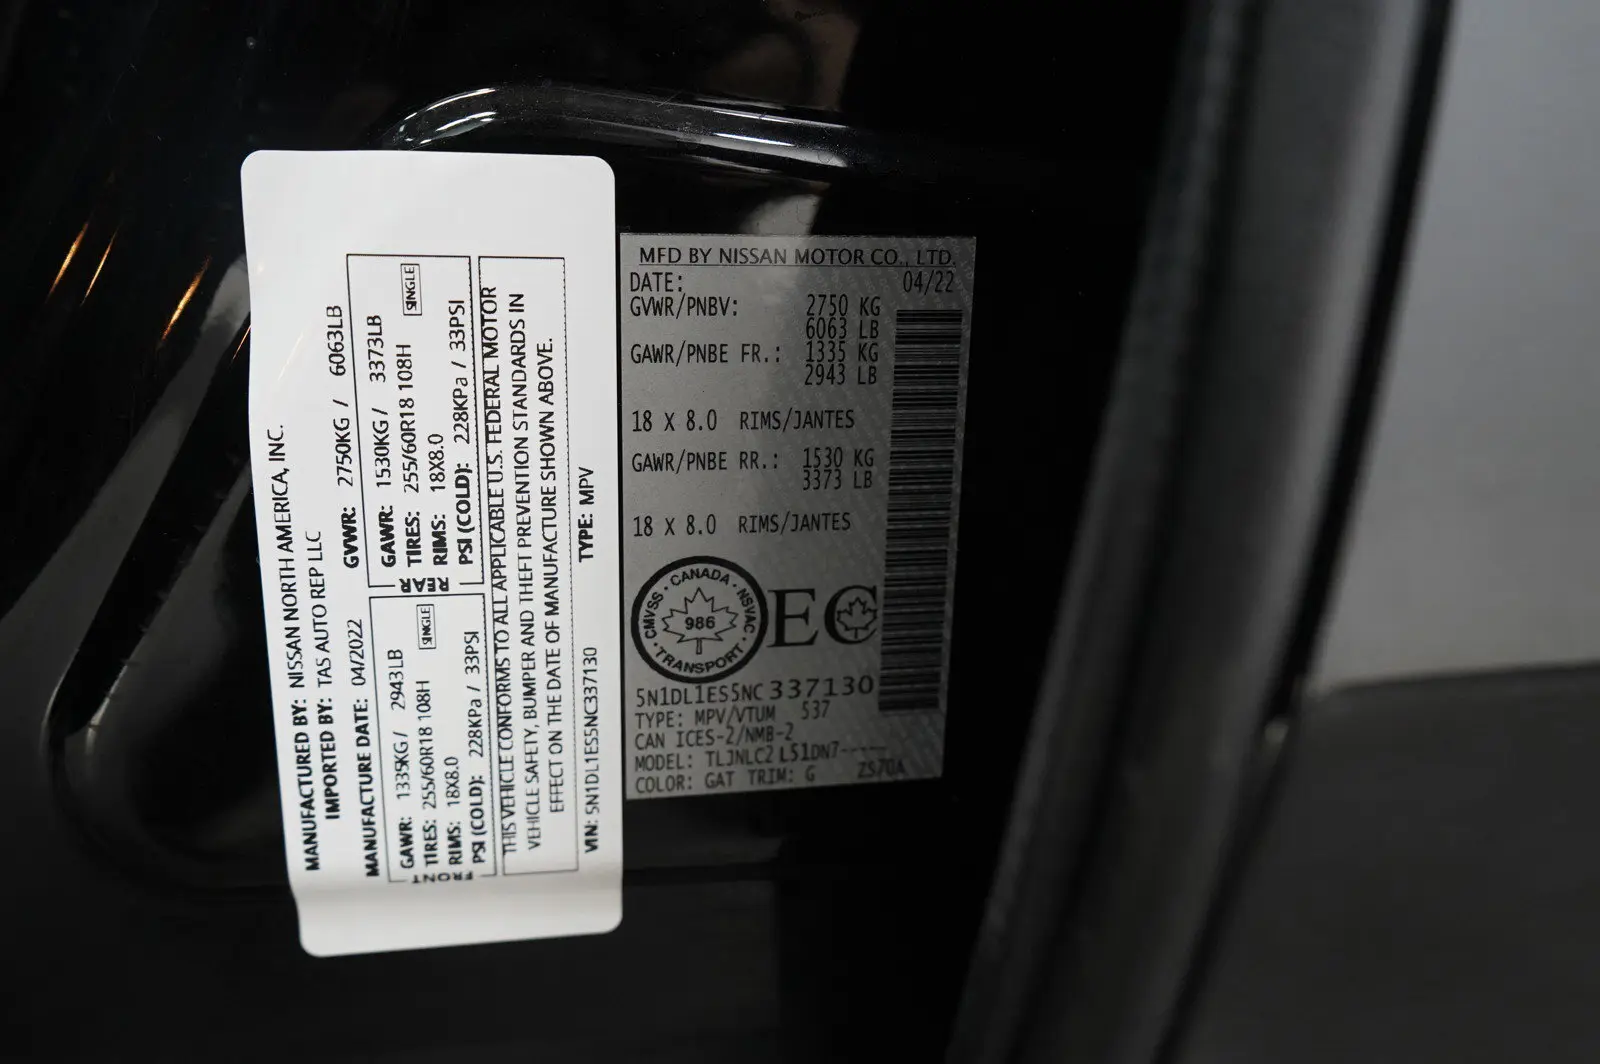 MANUFACTURED BY: NISSAN NORTH AMERICA, INC.
IMPORTED BY: TAS AUTO REP LLC
MANUFACTURE DATE: 04/2022 GVWR: 2750KG / 6063LB
FRONT
GAWR: 1335KG / 2943LB
TIRES: 255/60R18 108H SINGLE
RIMS: 18X8.0
PSI (COLD): 228KPa / 33PSI
REAR
GAWR: 1530KG / 3373LB
TIRES: 255/60R18 108H SINGLE
RIMS: 18X8.0
PSI (COLD): 228KPa / 33PSI
THIS VEHICLE CONFORMS TO ALL APPLICABLE U.S. FEDERAL MOTOR
VEHICLE SAFETY, BUMPER AND THEFT PREVENTION STANDARDS IN
EFFECT ON THE DATE OF MANUFACTURE SHOWN ABOVE.
VIN: 5N1DL1ES5NC337130 TYPE: MPV
MFD BY NISSAN MOTOR CO., LTD.
DATE: 04/22
GVWR/PNBV: 2750 KG
6063 LB
GAWR/PNBE FR.: 1335 KG
2943 LB
18 X 8.0 RIMS/JANTES
GAWR/PNBE RR.: 1530 KG
3373 LB
18 X 8.0 RIMS/JANTES
CMVSS · CANADA · NSVAC · TRANSPORT ·
986
EC
5N1DL1ES5NC337130
TYPE: MPV/VTUM 537
CAN ICES-2/NMB-2
MODEL: TLJNLC2 L51DN7-----
COLOR: GAT TRIM: G ZS70A